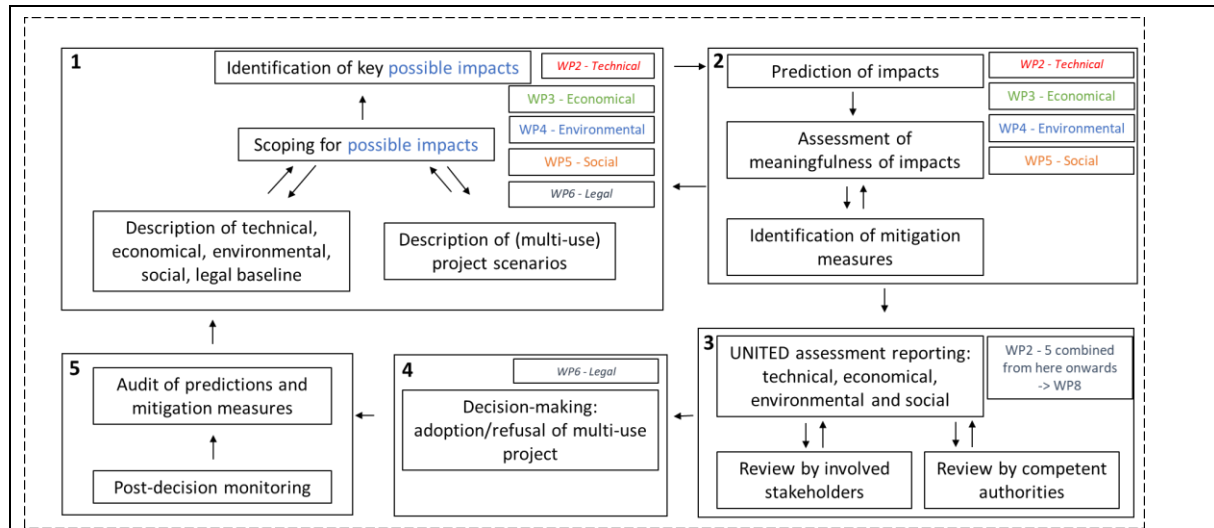 1
Identification of key possible impacts
WP2 - Technical
WP3 - Economical
WP4 - Environmental
WP5 - Social
WP6 - Legal
Scoping for possible impacts
Description of technical,
economical, environmental,
social, legal baseline
Description of (multi-use)
project scenarios
2
Prediction of impacts
WP2 - Technical
WP3 - Economical
WP4 - Environmental
WP5 - Social
Assessment of
meaningfulness of impacts
Identification of mitigation
measures
3
UNITED assessment reporting:
technical, economical,
environmental and social
WP2 - 5 combined
from here onwards
-> WP8
Review by involved
stakeholders
Review by competent
authorities
4
WP6 - Legal
Decision-making:
adoption/refusal of multi-use
project
5
Audit of predictions and
mitigation measures
Post-decision monitoring